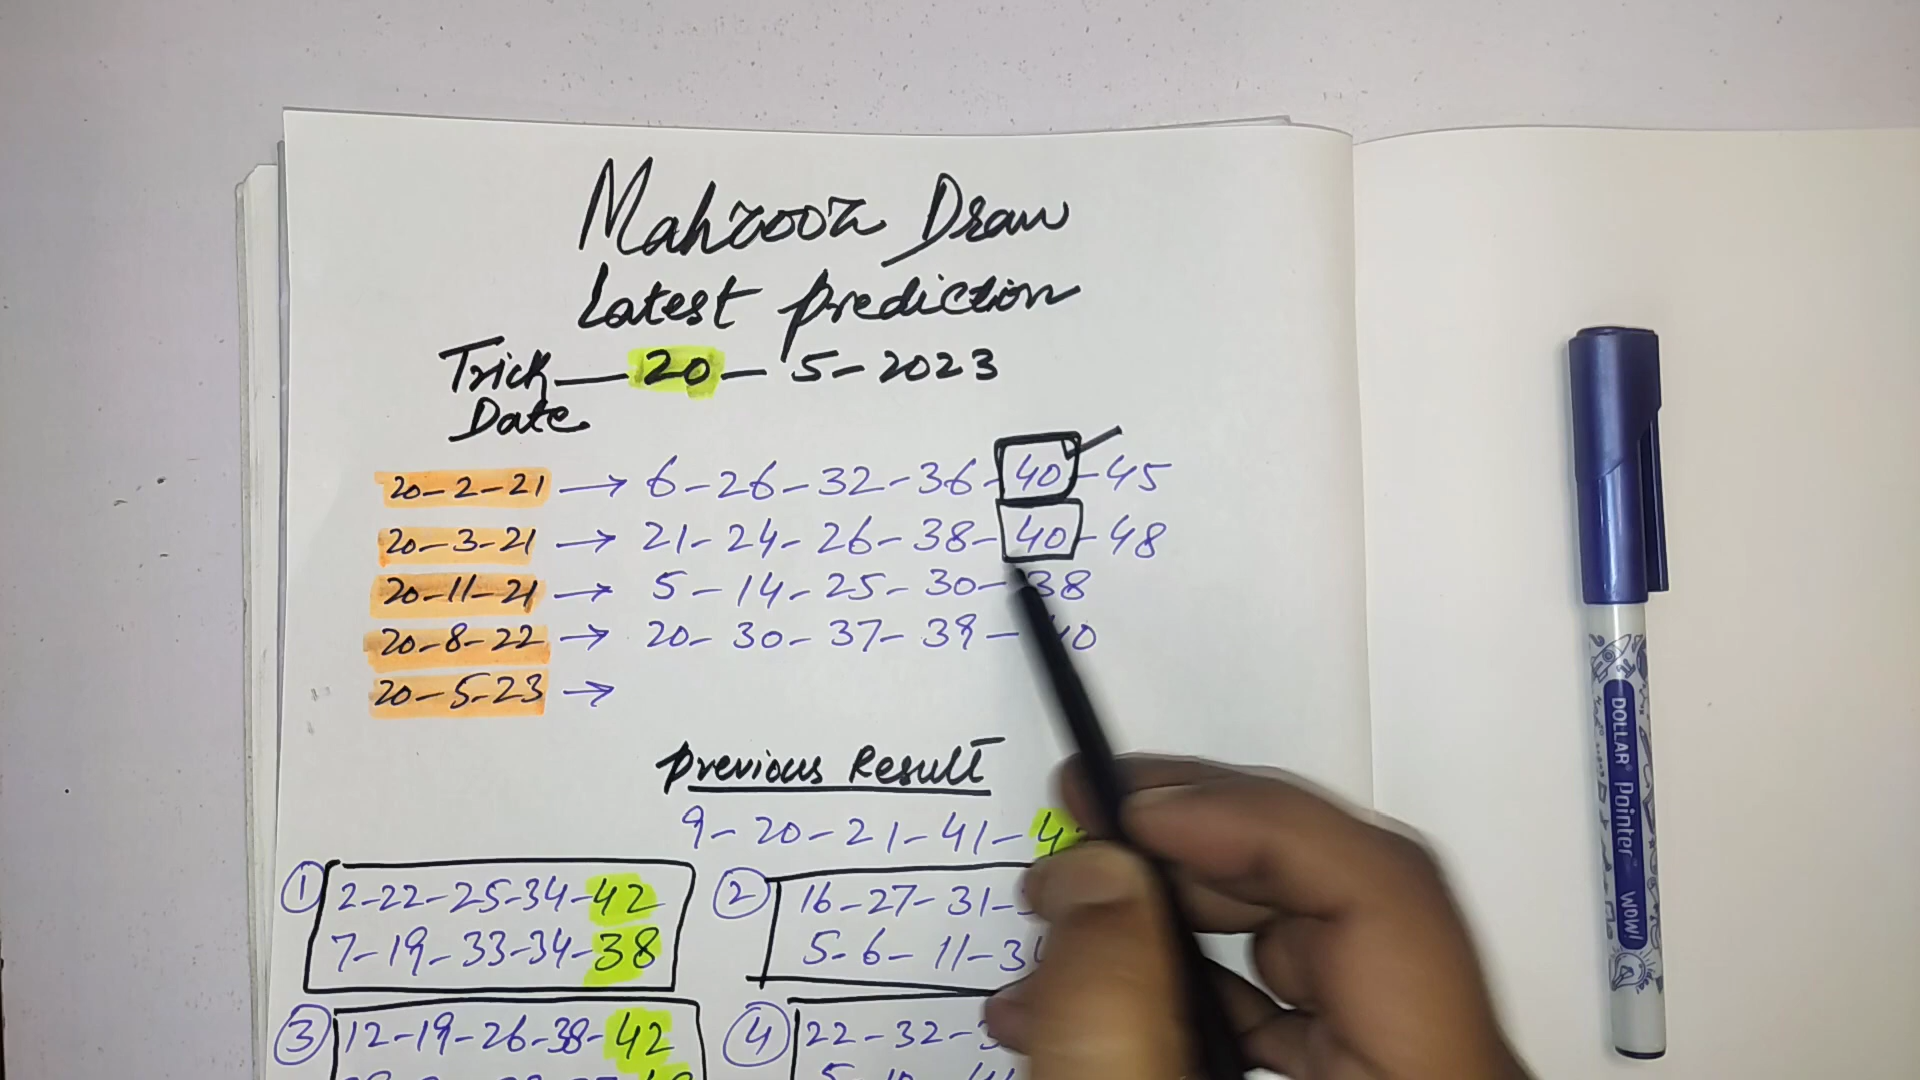 Mahzooz Draw
Latest prediction
Trick — 20 - 5 - 2023
Date
20-2-21 → 6-26-32-36-40-45
20-3-21 → 21-24-26-38-40-48
20-11-21 → 5-14-25-30-38
20-8-22 → 20-30-37-39-40
20-5-23 →
Previous Result
9-20-21-41-
① 2-22-25-34-42
7-19-33-34-38
② 16-27-31-
5-6-11-34
③ 12-19-26-38-42
④ 22-32-
DOLLAR Pointer WOW!